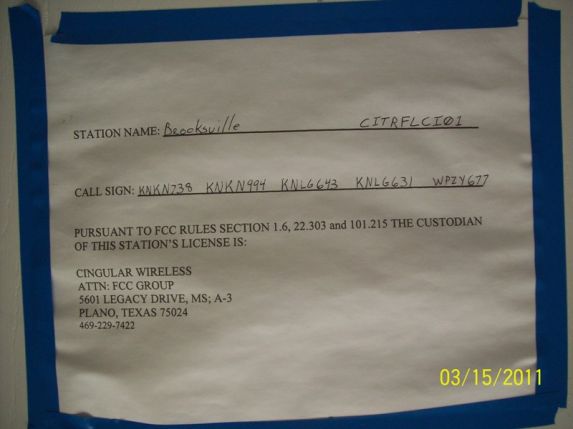 STATION NAME: Brooksville CITRFLCI01
CALL SIGN: KNKN738 KNKN994 KNLG643 KNLG631 WPZY677
PURSUANT TO FCC RULES SECTION 1.6, 22.303 and 101.215 THE CUSTODIAN
OF THIS STATION'S LICENSE IS:
CINGULAR WIRELESS
ATTN: FCC GROUP
5601 LEGACY DRIVE, MS; A-3
PLANO, TEXAS 75024
469-229-7422
03/15/2011